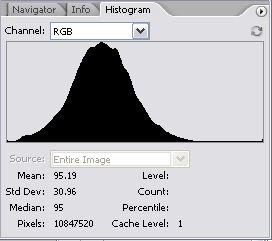 Navigator Info Histogram
Channel: RGB
Source: Entire Image
Mean: 95.19 Level:
Std Dev: 30.96 Count:
Median: 95 Percentile:
Pixels: 10847520 Cache Level: 1